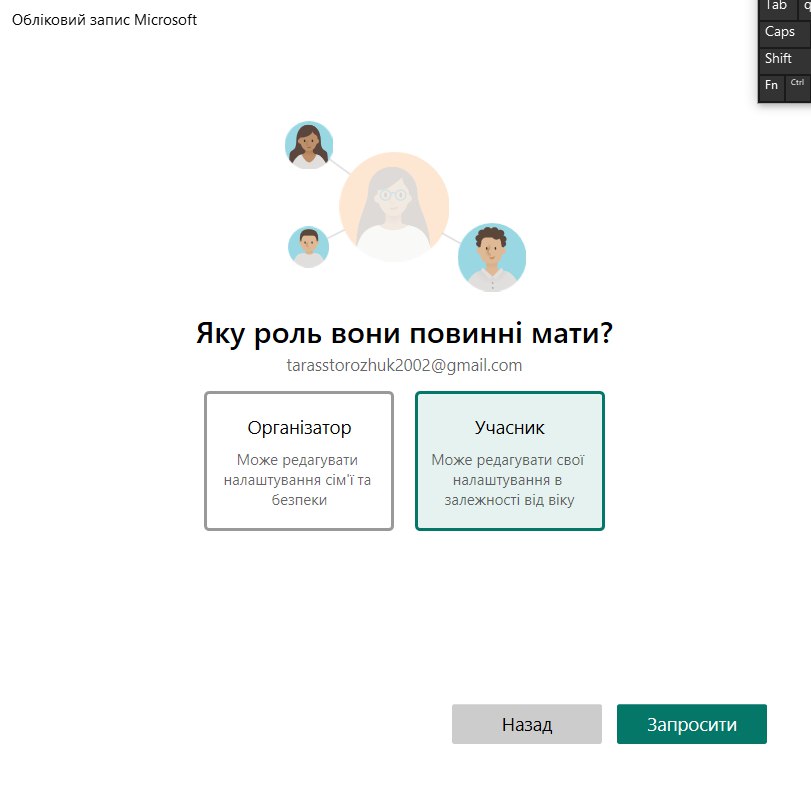 Обліковий запис Microsoft
Tab q
Caps
Shift
Fn Ctrl
Яку роль вони повинні мати?
tarasstorozhuk2002@gmail.com
Організатор
Може редагувати
налаштування сім'ї та
безпеки
Учасник
Може редагувати свої
налаштування в
залежності від віку
Назад
Запросити